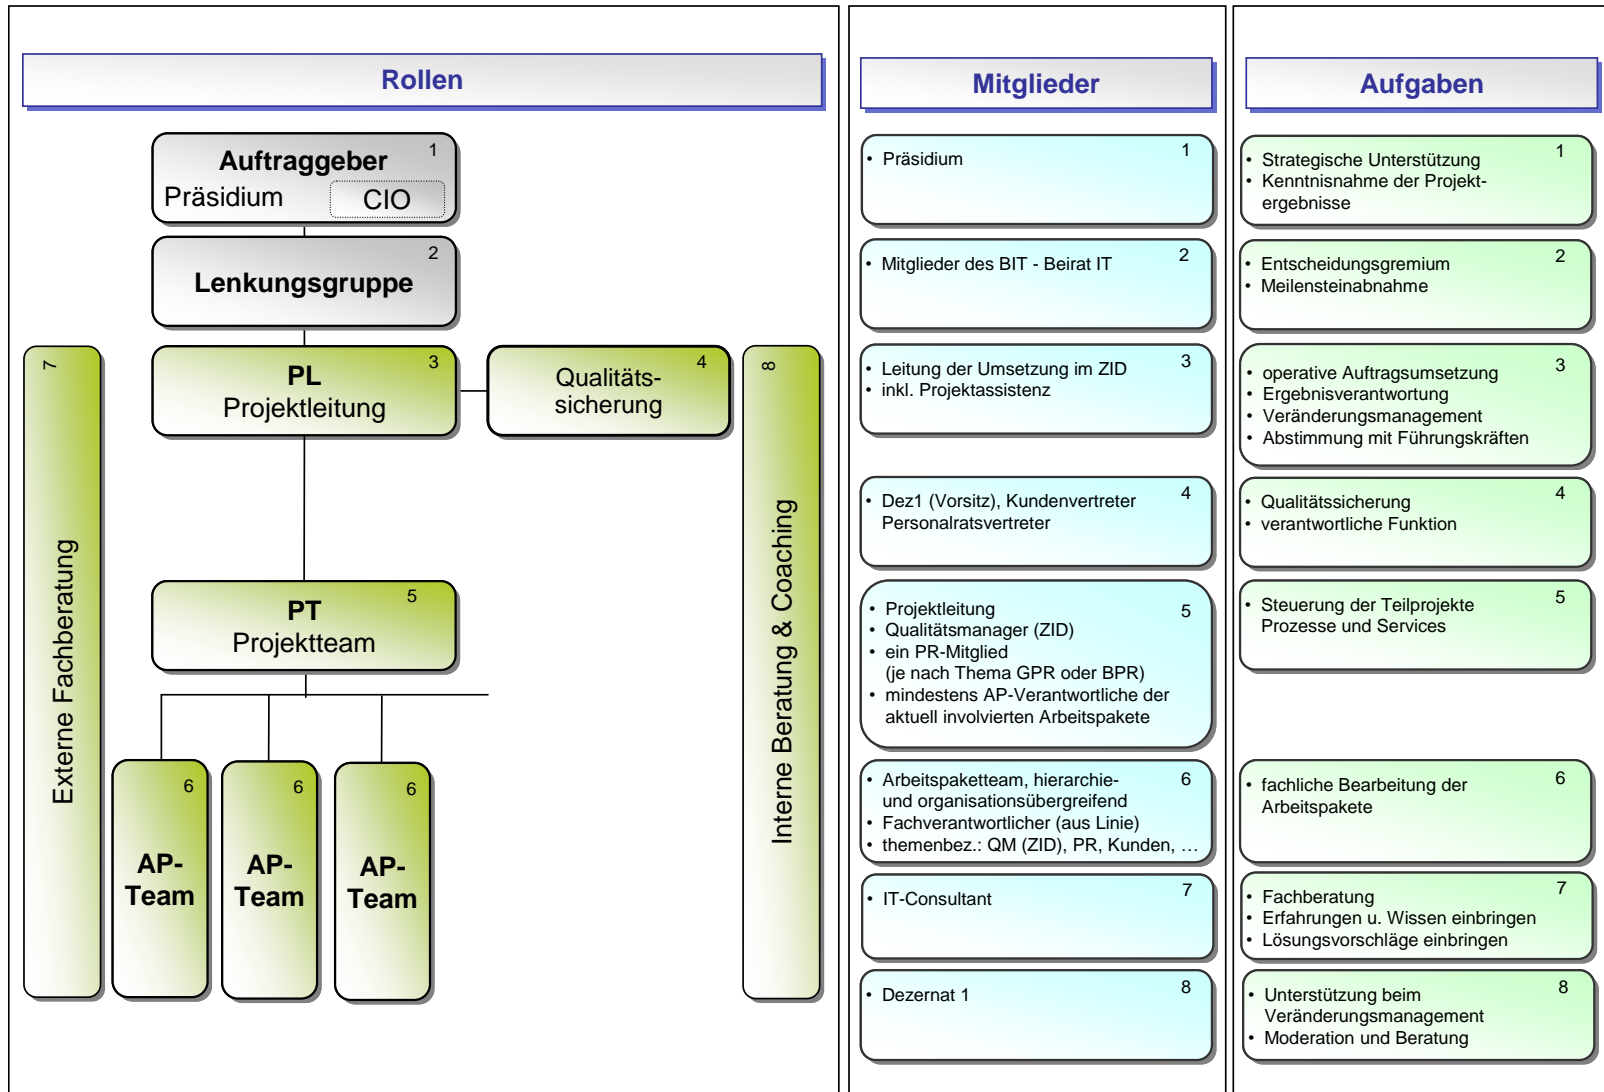 Rollen
Auftraggeber 1
Präsidium CIO
2
Lenkungsgruppe
PL 3
Projektleitung
Qualitäts- 4
sicherung
PT 5
Projektteam
7
Externe Fachberatung
8
Interne Beratung & Coaching
6
AP-
Team
6
AP-
Team
6
AP-
Team
Mitglieder
• Präsidium 1
• Mitglieder des BIT - Beirat IT 2
• Leitung der Umsetzung im ZID 3
• inkl. Projektassistenz
• Dez1 (Vorsitz), Kundenvertreter 4
Personalratsvertreter
• Projektleitung 5
• Qualitätsmanager (ZID)
• ein PR-Mitglied
(je nach Thema GPR oder BPR)
• mindestens AP-Verantwortliche der
aktuell involvierten Arbeitspakete
• Arbeitspaketteam, hierarchie- 6
und organisationsübergreifend
• Fachverantwortlicher (aus Linie)
• themenbez.: QM (ZID), PR, Kunden, …
• IT-Consultant 7
• Dezernat 1 8
Aufgaben
• Strategische Unterstützung 1
• Kenntnisnahme der Projekt-
ergebnisse
• Entscheidungsgremium 2
• Meilensteinabnahme
• operative Auftragsumsetzung 3
• Ergebnisverantwortung
• Veränderungsmanagement
• Abstimmung mit Führungskräften
• Qualitätssicherung 4
• verantwortliche Funktion
• Steuerung der Teilprojekte 5
Prozesse und Services
• fachliche Bearbeitung der 6
Arbeitspakete
• Fachberatung 7
• Erfahrungen u. Wissen einbringen
• Lösungsvorschläge einbringen
• Unterstützung beim 8
Veränderungsmanagement
• Moderation und Beratung